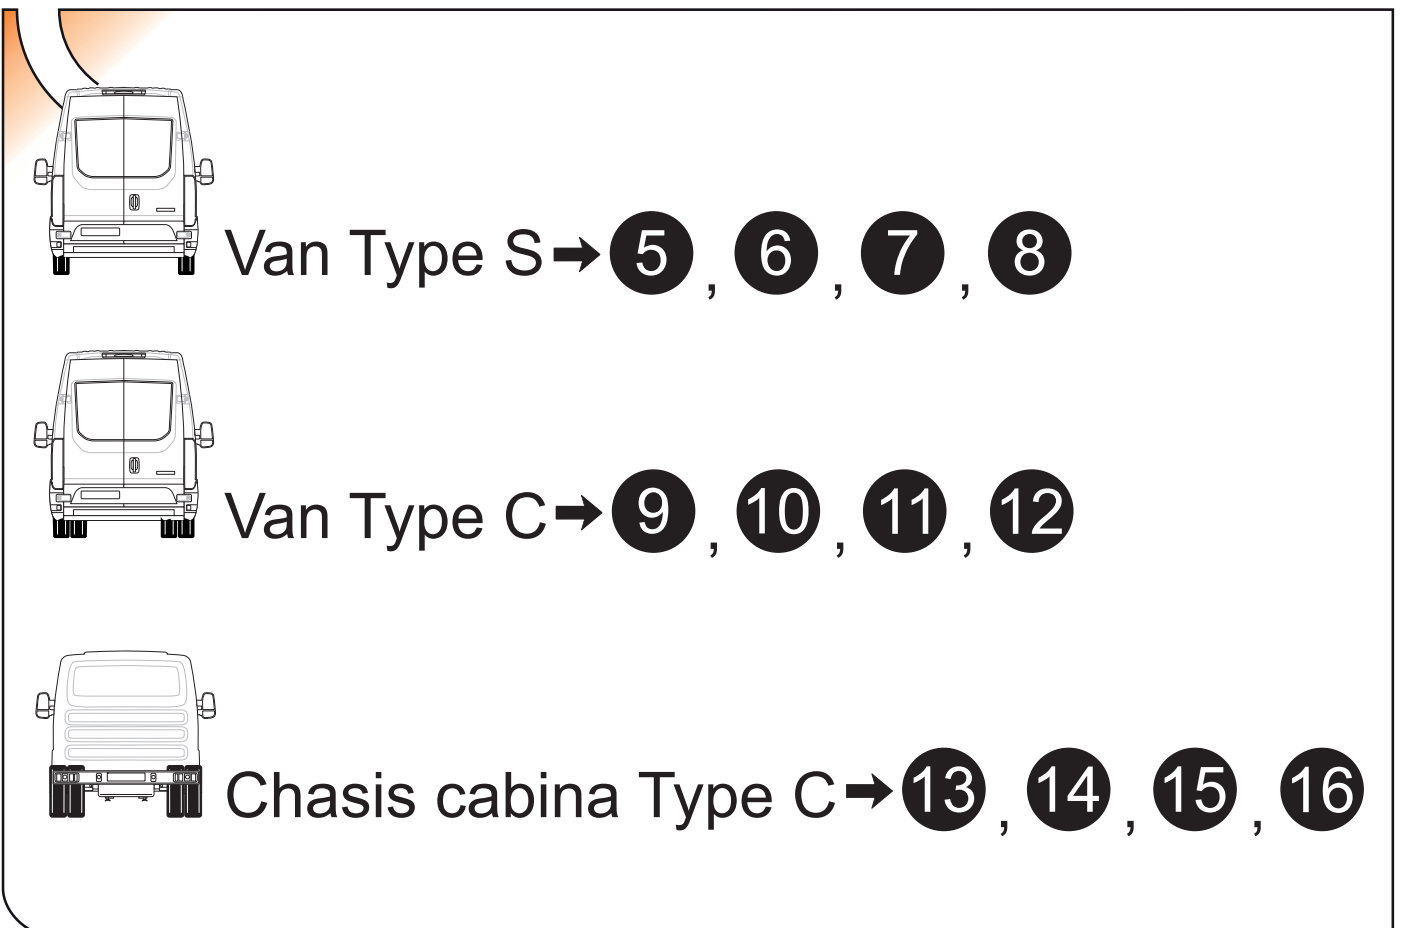 Van Type S➡5, 6, 7, 8
Van Type C➡9, 10, 11, 12
Chasis cabina Type C➡13, 14, 15, 16